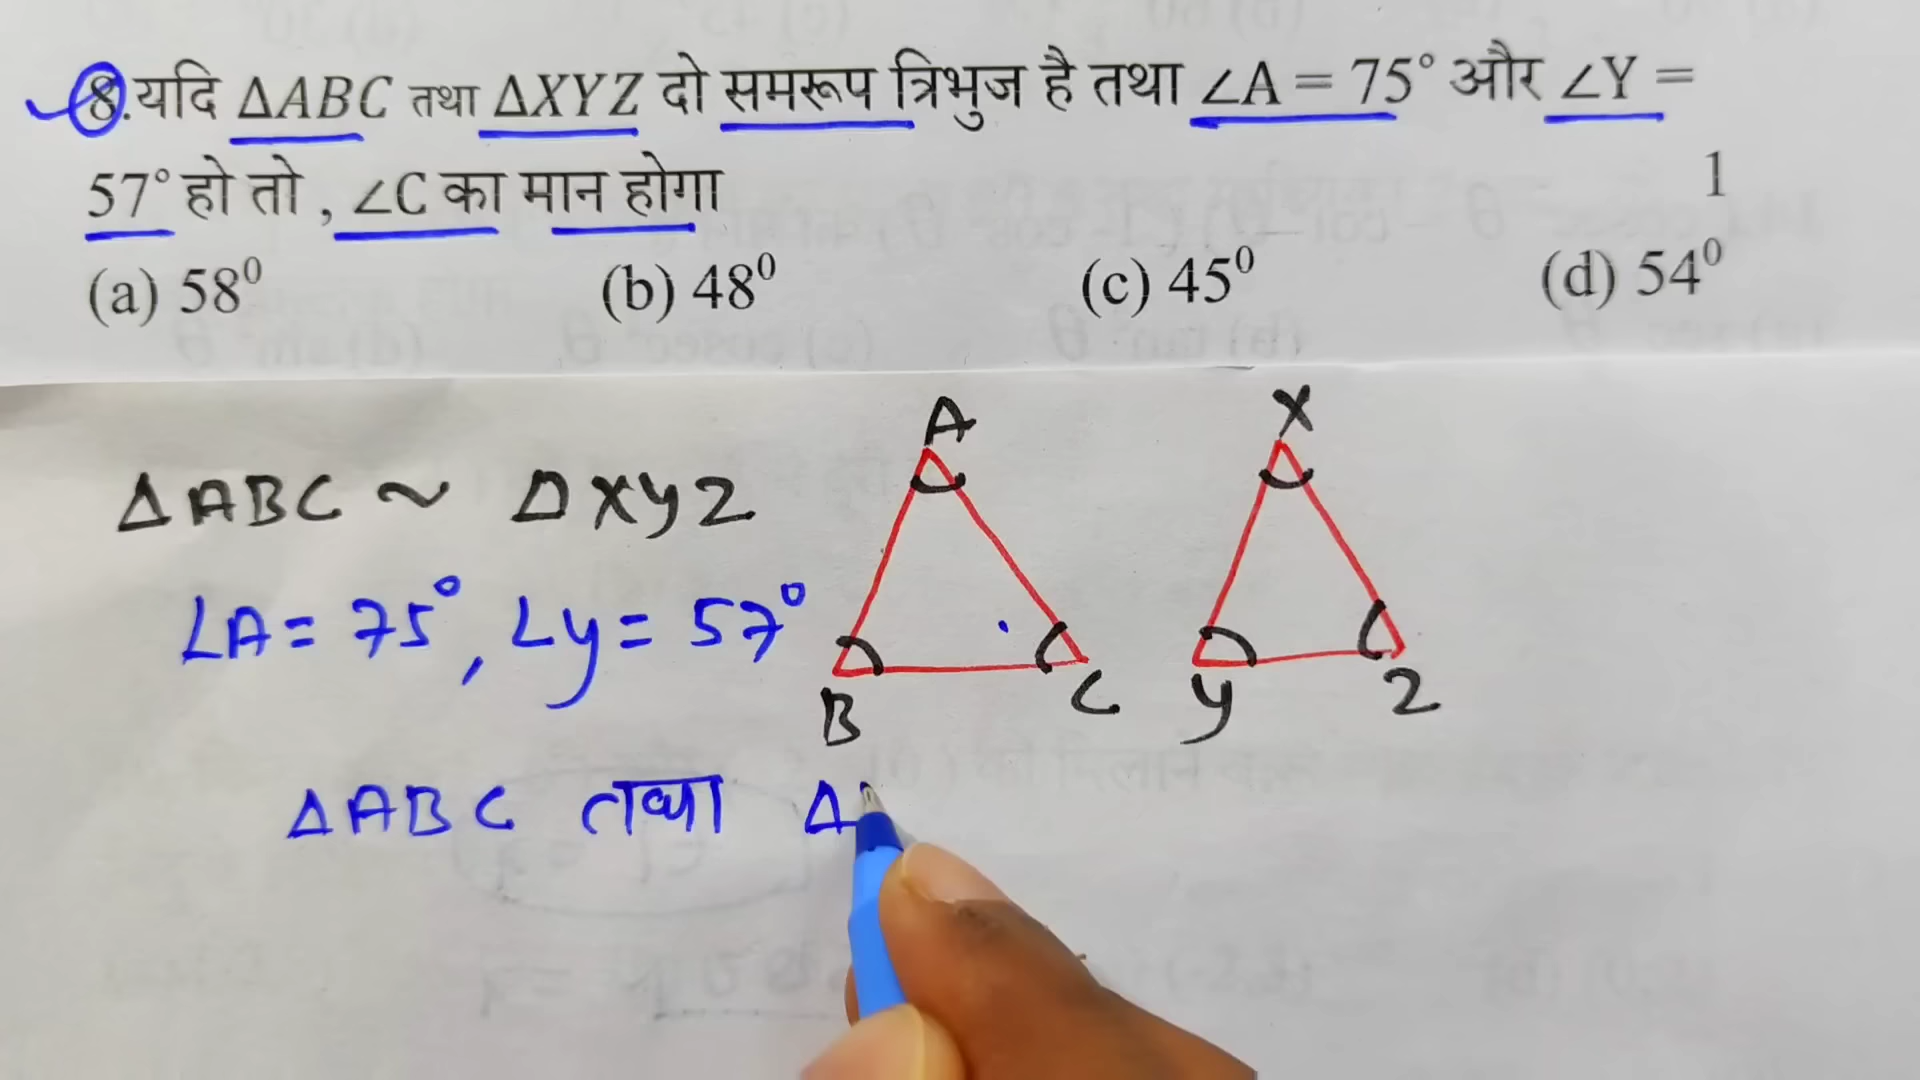 8. यदि ΔABC तथा ΔXYZ दो समरूप त्रिभुज है तथा ∠A = 75° और ∠Y =
57° हो तो , ∠C का मान होगा 1
(a) 58⁰ (b) 48⁰ (c) 45⁰ (d) 54⁰
A X
ΔABC ~ ΔXYZ
∠A = 75°, ∠Y = 57°
B C Y Z
ΔABC तथा Δ